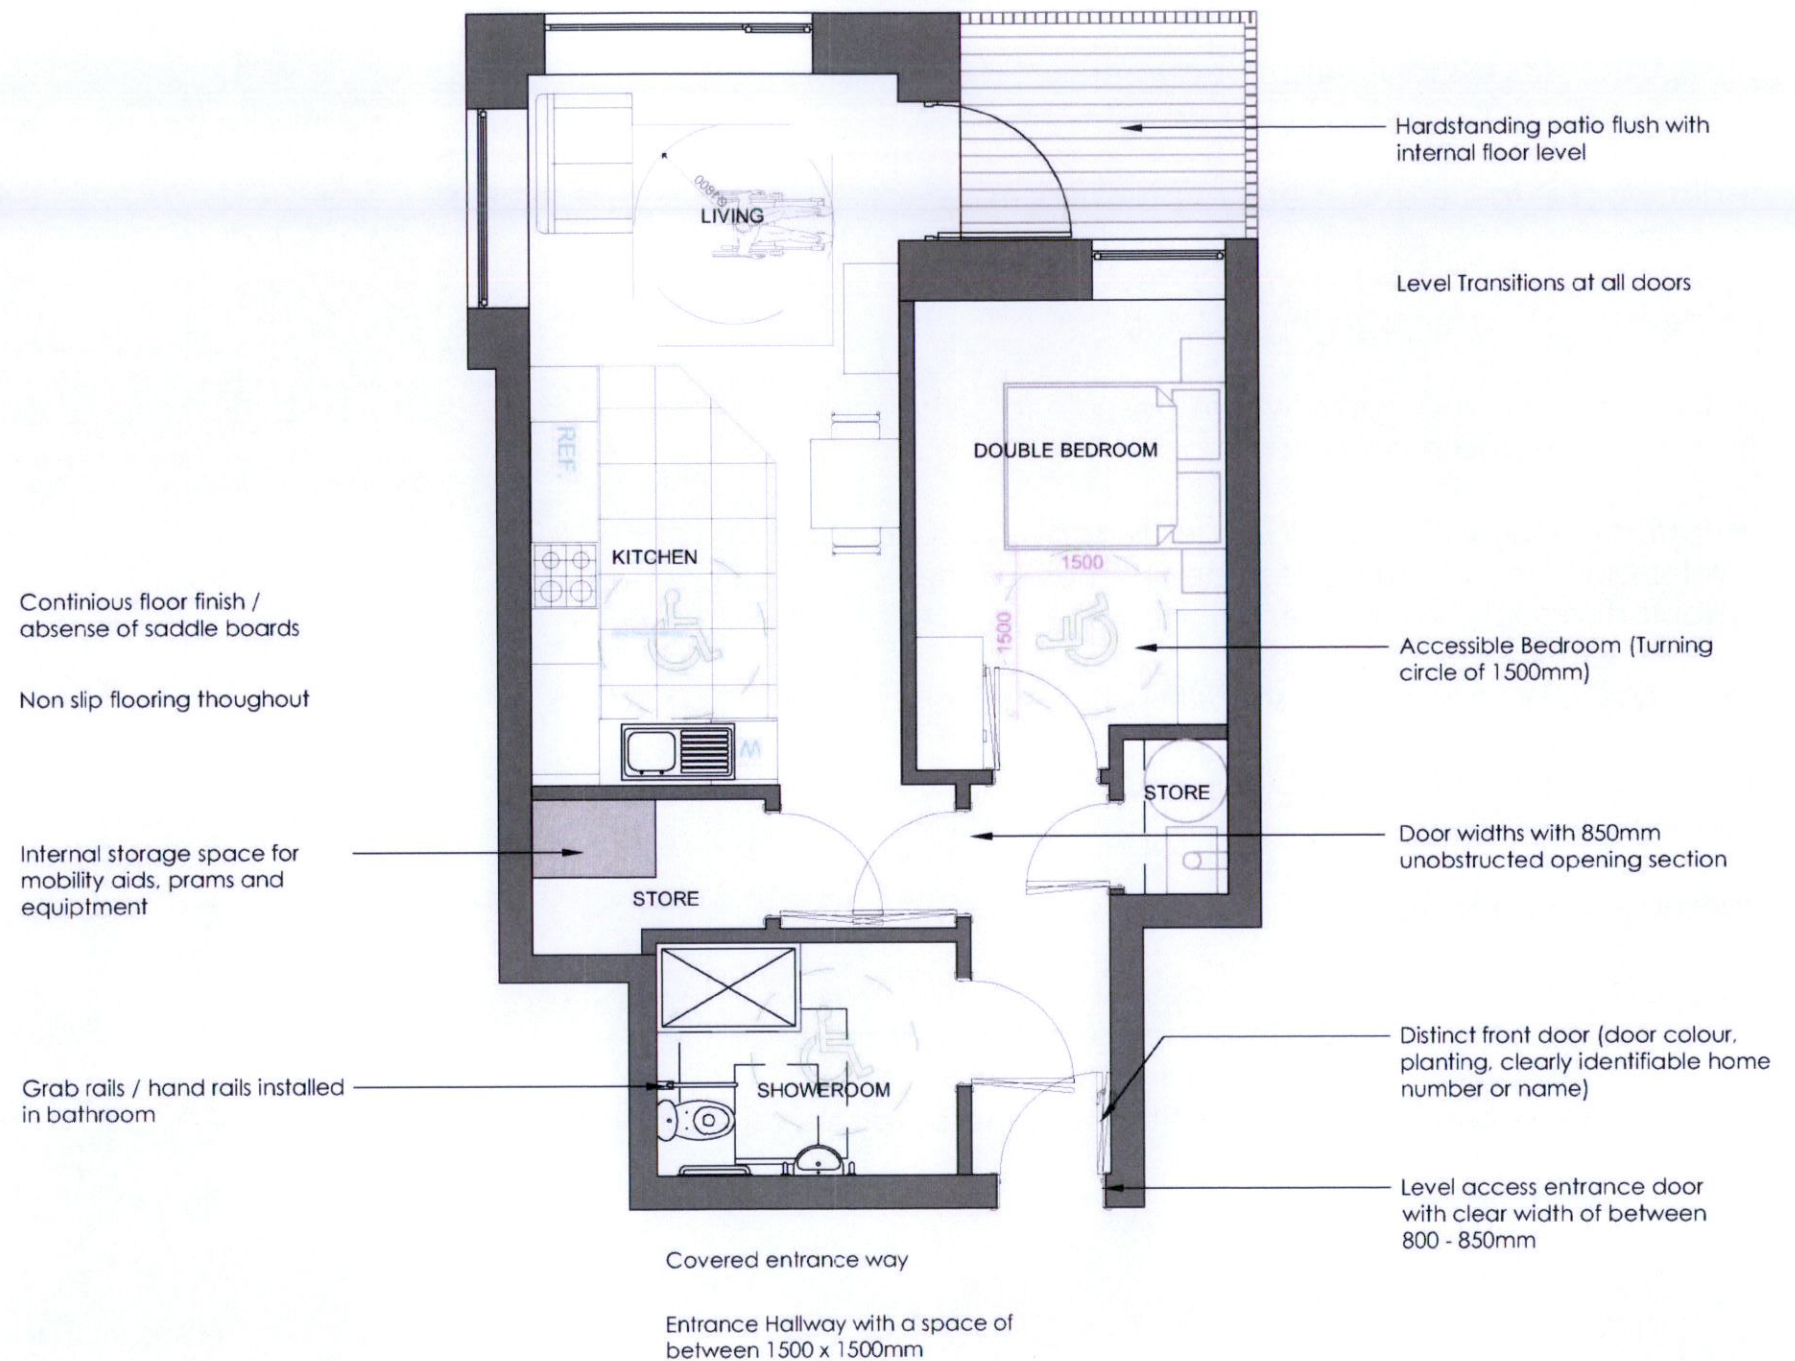 Hardstanding patio flush with
internal floor level
1800
LIVING
Level Transitions at all doors
REF.
DOUBLE BEDROOM
KITCHEN
1500
1500
Continious floor finish /
absense of saddle boards
Accessible Bedroom (Turning
circle of 1500mm)
Non slip flooring thoughout
W
STORE
Internal storage space for
mobility aids, prams and
equiptment
Door widths with 850mm
unobstructed opening section
STORE
Distinct front door (door colour,
planting, clearly identifiable home
number or name)
Grab rails / hand rails installed
in bathroom
SHOWEROOM
Level access entrance door
with clear width of between
800 - 850mm
Covered entrance way
Entrance Hallway with a space of
between 1500 x 1500mm